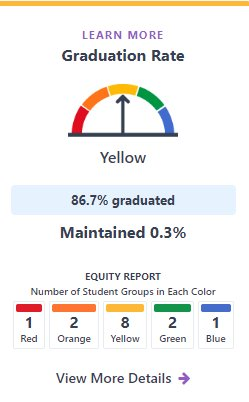 LEARN MORE
Graduation Rate
Yellow
86.7% graduated
Maintained 0.3%
EQUITY REPORT
Number of Student Groups in Each Color
1 2 8 2 1
Red Orange Yellow Green Blue
View More Details